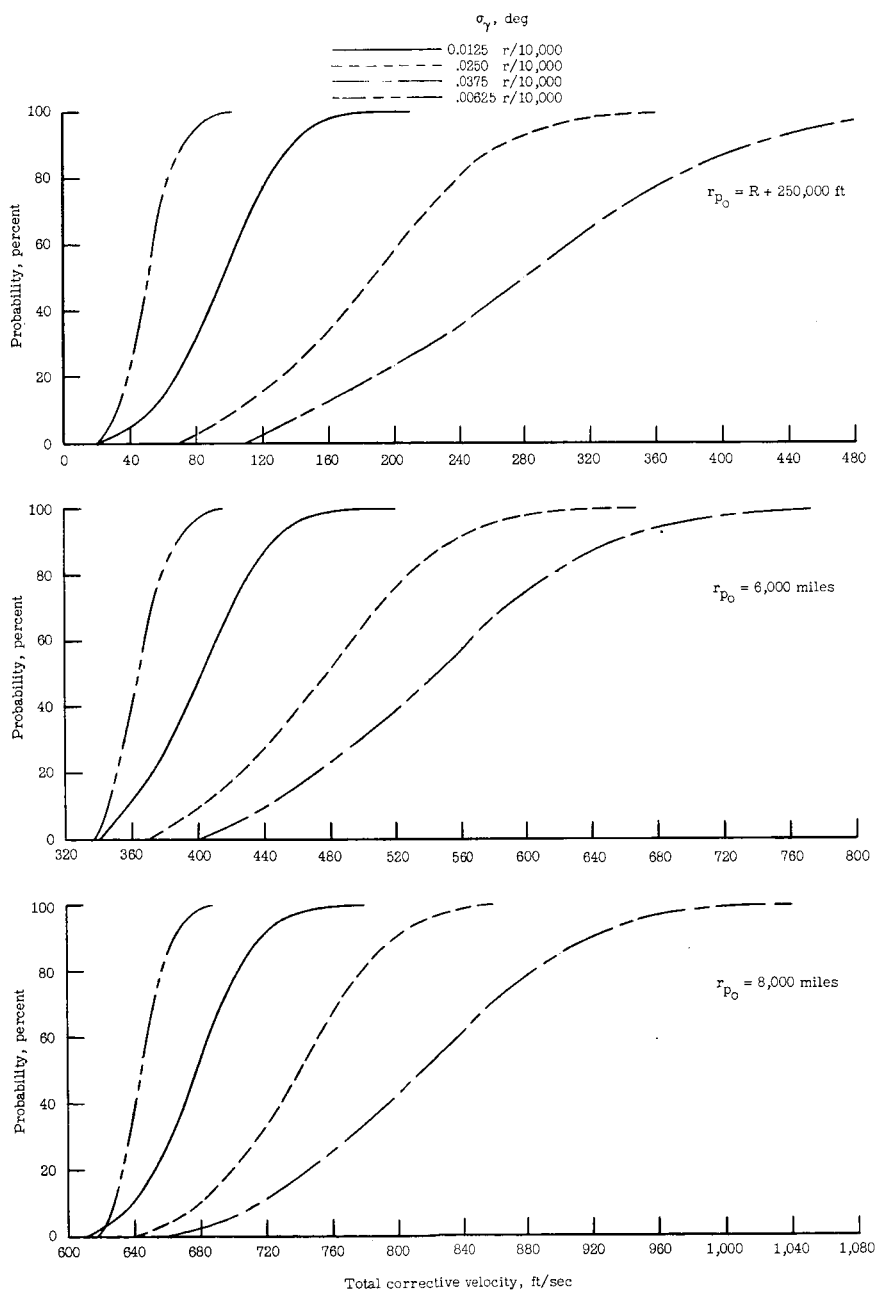 σγ, deg
0.0125 r/10,000
.0250 r/10,000
.0375 r/10,000
.00625 r/10,000
100
80
60
40
20
0
Probability, percent
rpo = R + 250,000 ft
0 40 80 120 160 200 240 280 320 360 400 440 480
100
80
60
40
20
0
Probability, percent
rpo = 6,000 miles
320 360 400 440 480 520 560 600 640 680 720 760 800
100
80
60
40
20
0
Probability, percent
rpo = 8,000 miles
600 640 680 720 760 800 840 880 920 960 1,000 1,040 1,080
Total corrective velocity, ft/sec